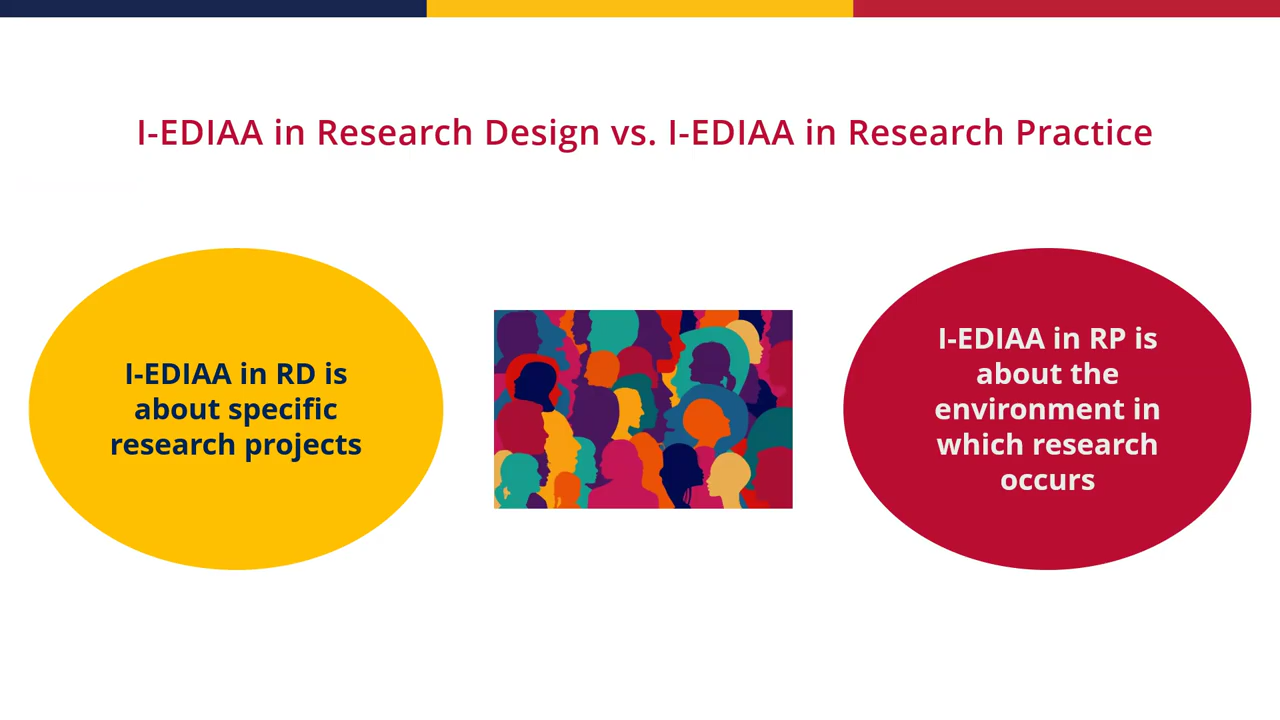 I-EDIAA in Research Design vs. I-EDIAA in Research Practice
I-EDIAA in RD is
about specific
research projects
I-EDIAA in RP is
about the
environment in
which research
occurs